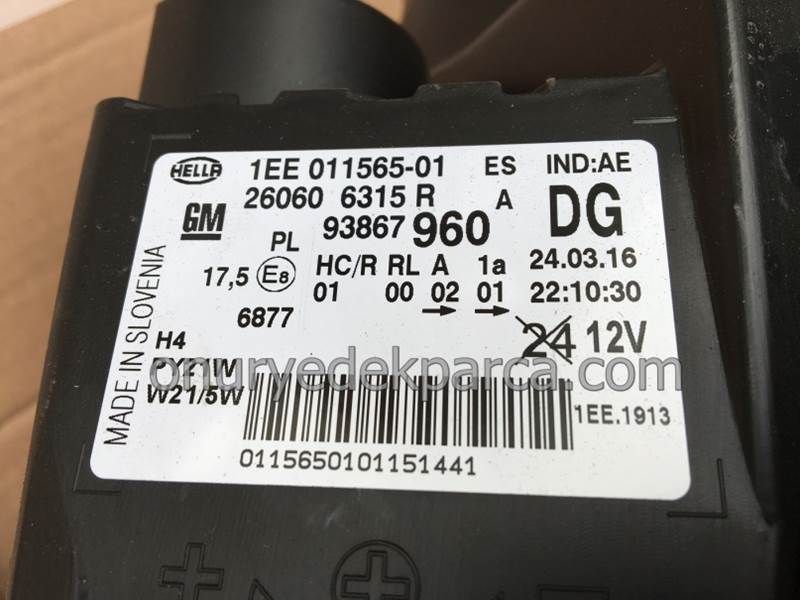 HELLA 1EE 011565-01 ES IND:AE
26060 6315 R A DG
GM 93867 960
PL HC/R RL A 1a 24.03.16
17,5 E8 01 00 02 01 22:10:30
6877 24 12V
H4
PY21W
W21/5W
onuryedekparca.com
1EE.1913
0115650101151441
MADE IN SLOVENIA